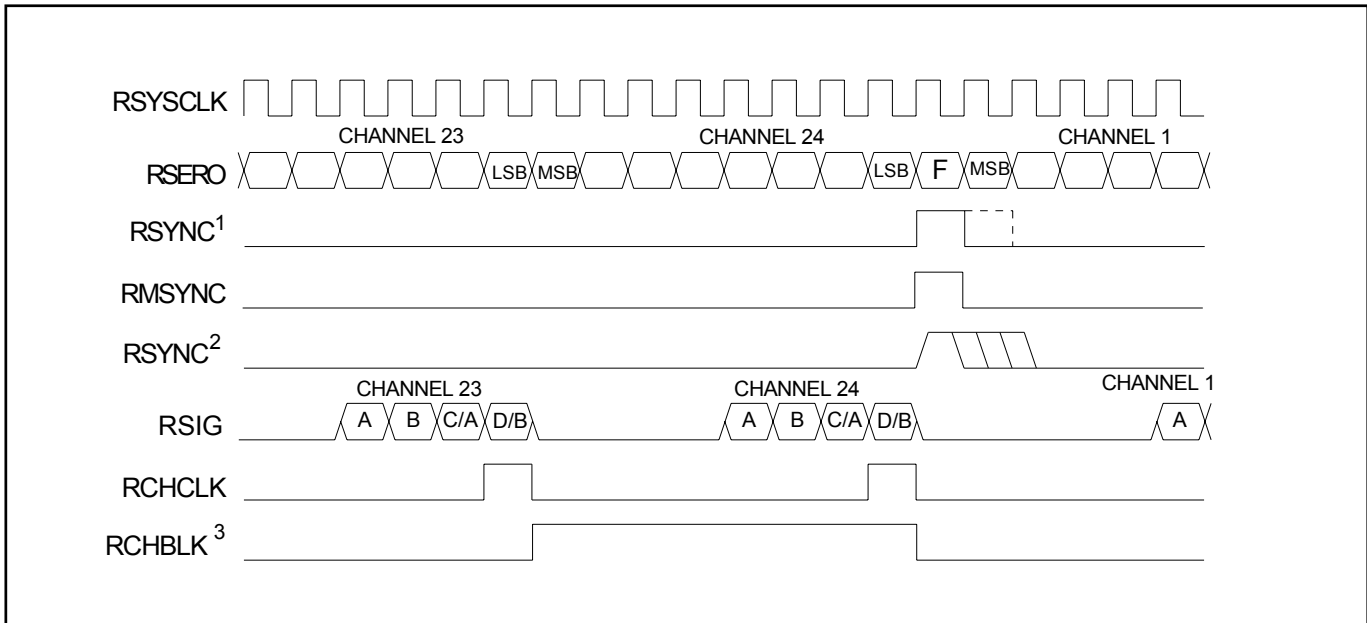 RSYSCLK
CHANNEL 23 CHANNEL 24 CHANNEL 1
RSERO LSB MSB LSB F MSB
RSYNC1
RMSYNC
RSYNC2
CHANNEL 23 CHANNEL 24 CHANNEL 1
RSIG A B C/A D/B A B C/A D/B A
RCHCLK
RCHBLK 3